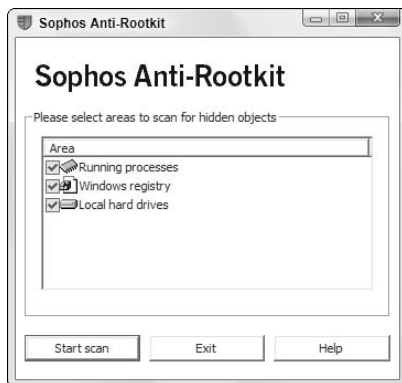 Sophos Anti-Rootkit
Sophos Anti-Rootkit
Please select areas to scan for hidden objects
Area
Running processes
Windows registry
Local hard drives
Start scan Exit Help